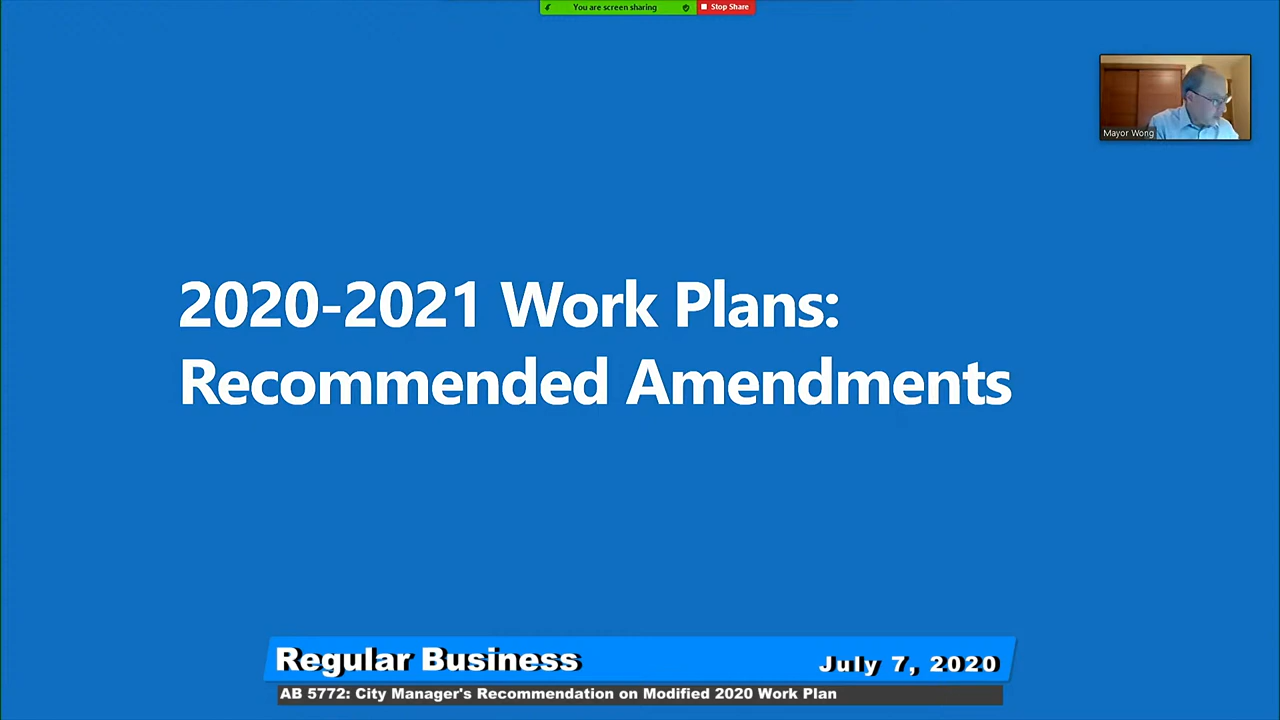 You are screen sharing
Stop Share
Mayor Wong
2020-2021 Work Plans:
Recommended Amendments
Regular Business
July 7, 2020
AB 5772: City Manager's Recommendation on Modified 2020 Work Plan